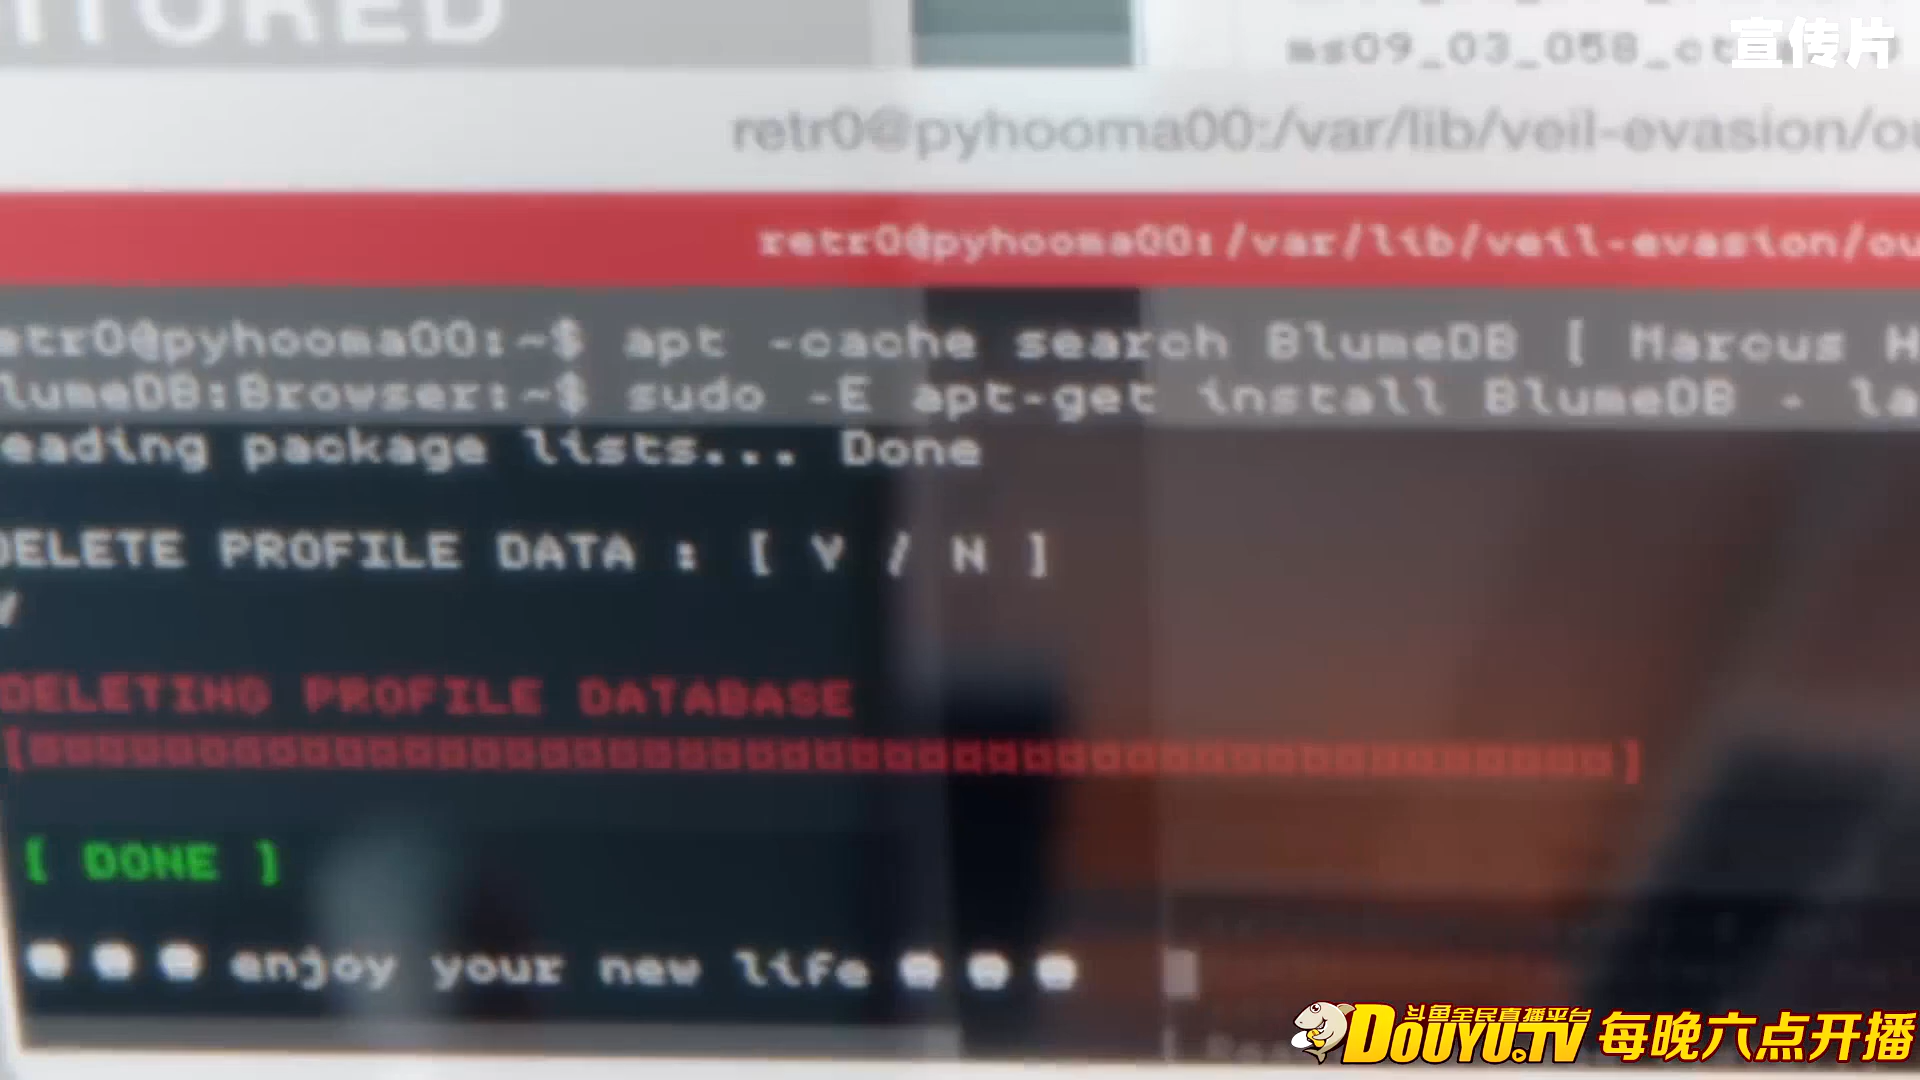 ITORED
ms09_03_058_ct
宣传片
retr0@pyhooma00:/var/lib/veil-evasion/ou
retr0@pyhooma00:/var/lib/veil-evasion/ou
etr0@pyhooma00:~$ apt -cache search BlumeDB [ Marcus H
lumeDB:Browser:~$ sudo -E apt-get install BlumeDB - la
eading package lists... Done
DELETE PROFILE DATA : [ Y / N ]
Y
DELETING PROFILE DATABASE
[ DONE ]
enjoy your new life
斗鱼全民直播平台
DOUYU.TV 每晚六点开播